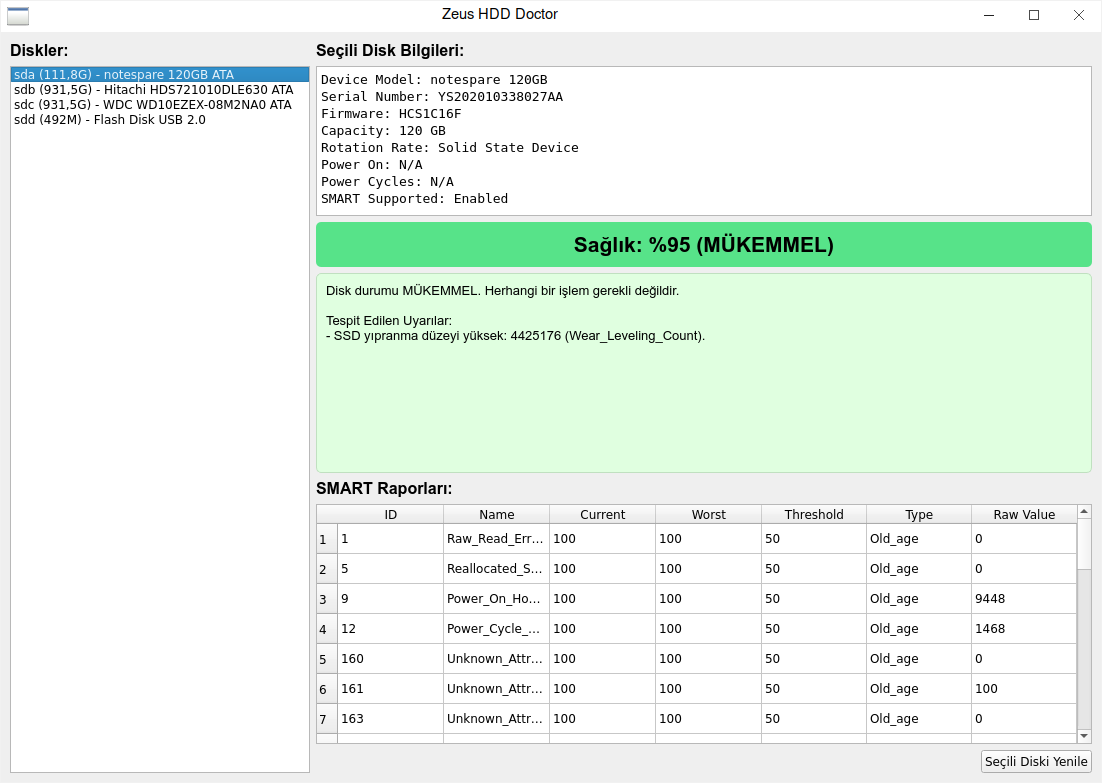 Zeus HDD Doctor
Diskler:
sda (111,8G) - notespare 120GB ATA
sdb (931,5G) - Hitachi HDS721010DLE630 ATA
sdc (931,5G) - WDC WD10EZEX-08M2NA0 ATA
sdd (492M) - Flash Disk USB 2.0
Seçili Disk Bilgileri:
Device Model: notespare 120GB
Serial Number: YS202010338027AA
Firmware: HCS1C16F
Capacity: 120 GB
Rotation Rate: Solid State Device
Power On: N/A
Power Cycles: N/A
SMART Supported: Enabled
Sağlık: %95 (MÜKEMMEL)
Disk durumu MÜKEMMEL. Herhangi bir işlem gerekli değildir.
Tespit Edilen Uyarılar:
- SSD yıpranma düzeyi yüksek: 4425176 (Wear_Leveling_Count).
SMART Raporları:
ID Name Current Worst Threshold Type Raw Value
1 1 Raw_Read_Err... 100 100 50 Old_age 0
2 5 Reallocated_S... 100 100 50 Old_age 0
3 9 Power_On_Ho... 100 100 50 Old_age 9448
4 12 Power_Cycle_... 100 100 50 Old_age 1468
5 160 Unknown_Attr... 100 100 50 Old_age 0
6 161 Unknown_Attr... 100 100 50 Old_age 100
7 163 Unknown_Attr... 100 100 50 Old_age 0
Seçili Diski Yenile